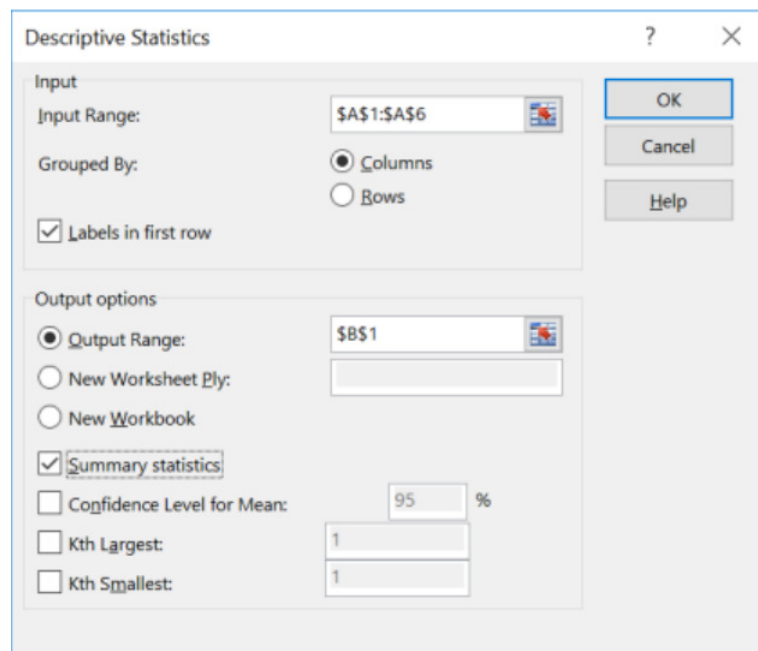 Descriptive Statistics ?
Input
Input Range: $A$1:$A$6
OK
Cancel
Grouped By: Columns
Rows
Help
Labels in first row
Output options
Output Range: $B$1
New Worksheet Ply:
New Workbook
Summary statistics
Confidence Level for Mean: 95 %
Kth Largest: 1
Kth Smallest: 1